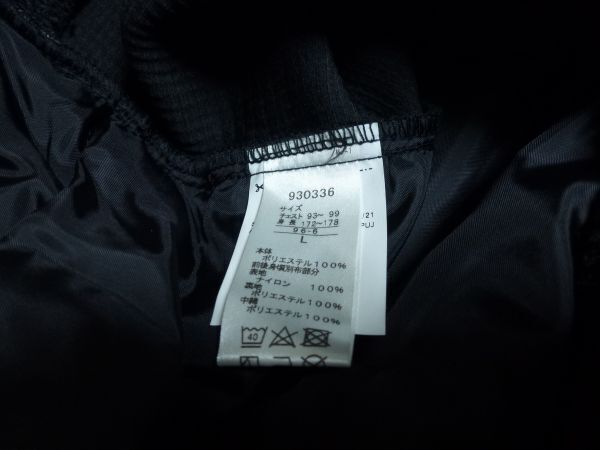 930336
サイズ
チェスト 93～ 99
身 長 172～178
96-6
L
本体
ポリエステル100%
前後身頃別布部分
表地
ナイロン 100%
裏地
ポリエステル100%
中綿
ポリエステル100%
40
121
PUJ